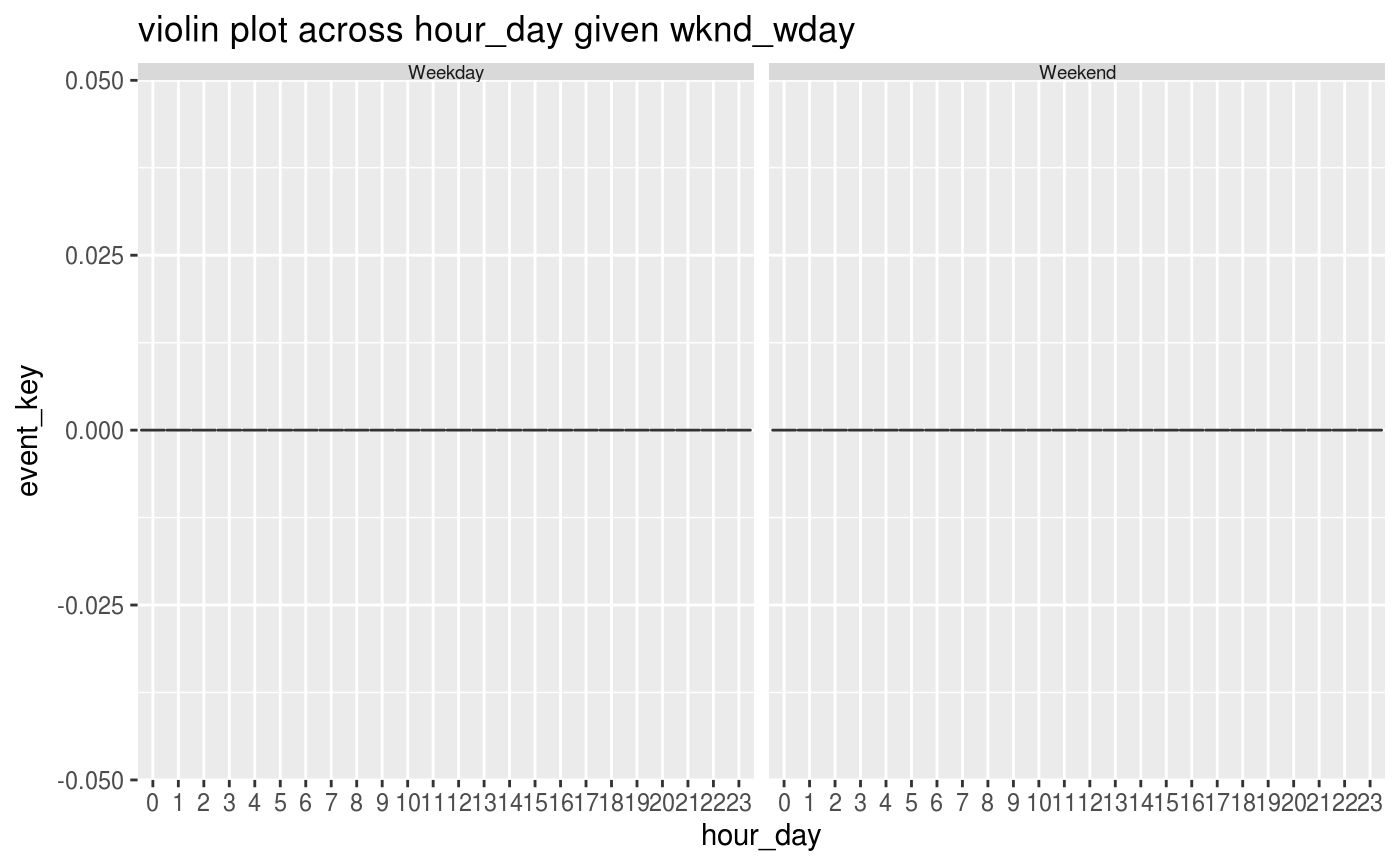 violin plot across hour_day given wknd_wday
Weekday Weekend
0.050
0.025
0.000
-0.025
-0.050
event_key
0 1 2 3 4 5 6 7 8 9 10 11 12 13 14 15 16 17 18 19 20 21 22 23 0 1 2 3 4 5 6 7 8 9 10 11 12 13 14 15 16 17 18 19 20 21 22 23
hour_day